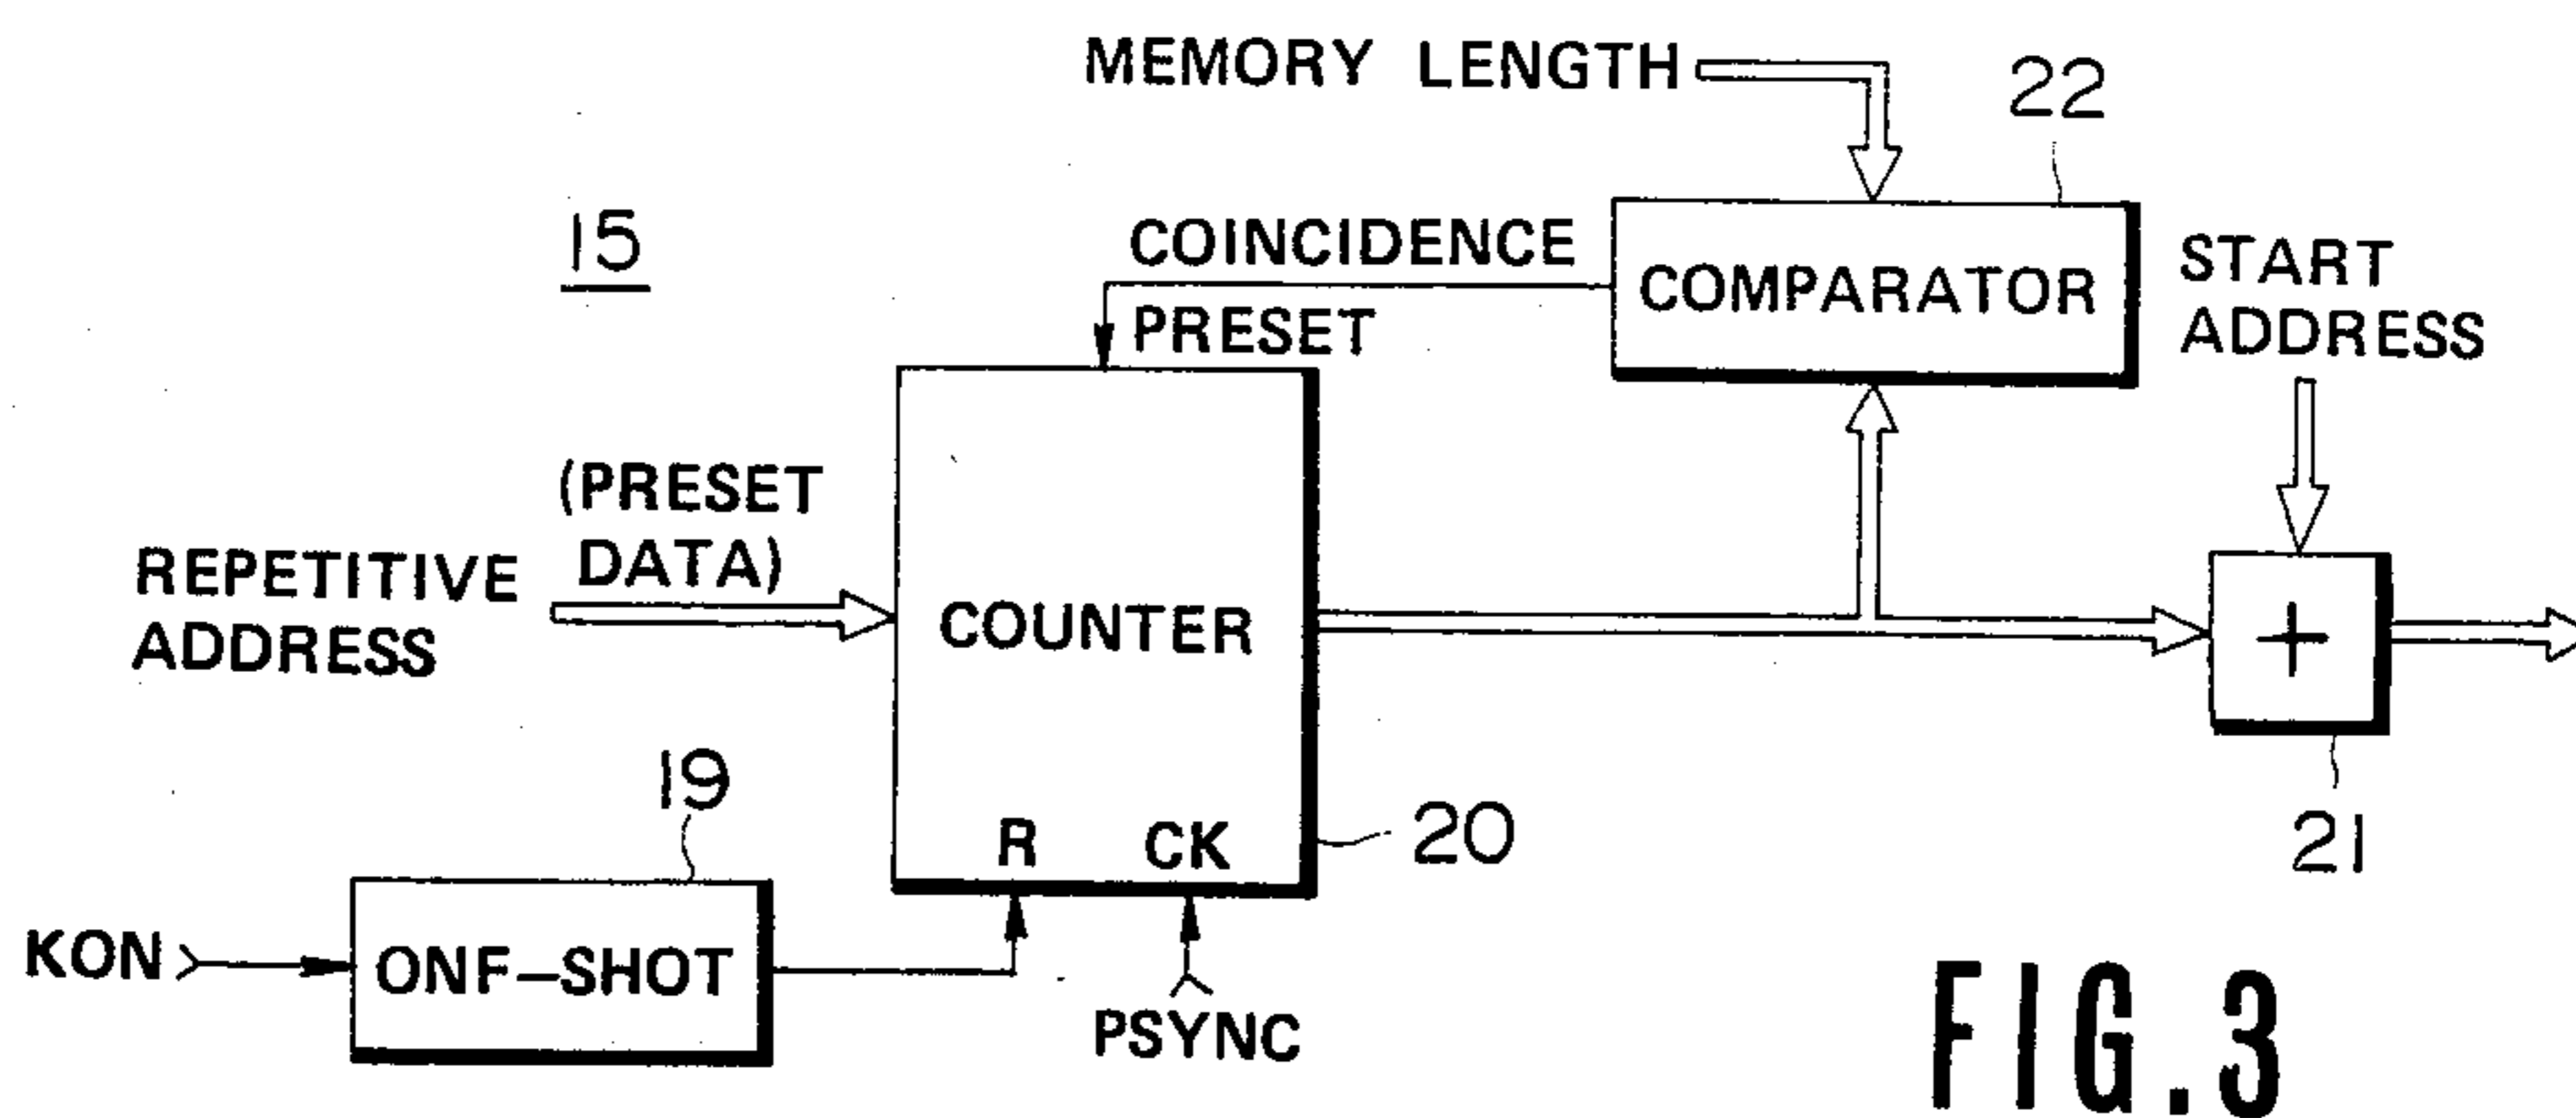 MEMORY LENGTH
22
15
COINCIDENCE
PRESET
COMPARATOR
START
ADDRESS
(PRESET
DATA)
REPETITIVE
ADDRESS
COUNTER
+
19
R
CK
20
21
KON
ONF-SHOT
PSYNC
FIG.3